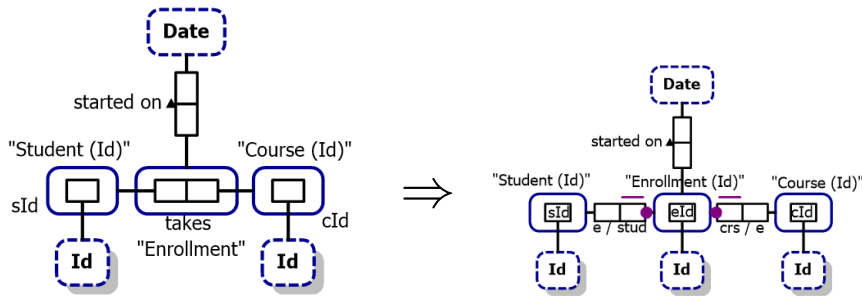 Date
started on
"Student (Id)"
"Course (Id)"
sId
takes
cId
"Enrollment"
Id
Id
Date
started on
"Student (Id)"
"Enrollment (Id)"
"Course (Id)"
sId
eId
cId
e / stud
crs / e
Id
Id
Id